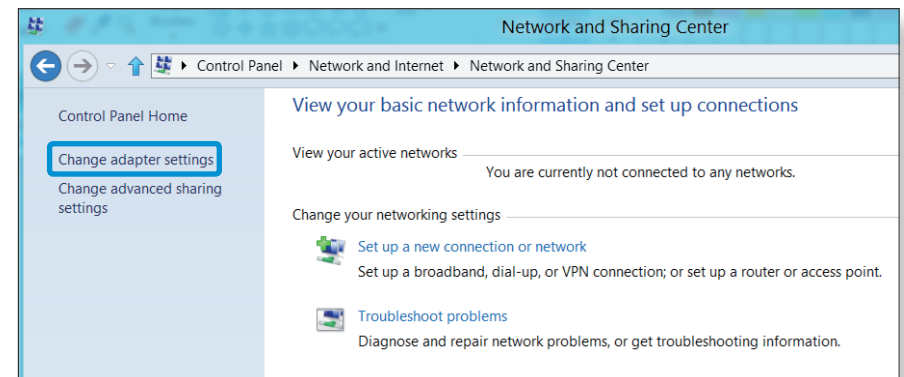 Network and Sharing Center
Control Panel ▸ Network and Internet ▸ Network and Sharing Center
Control Panel Home
Change adapter settings
Change advanced sharing
settings
View your basic network information and set up connections
View your active networks
You are currently not connected to any networks.
Change your networking settings
Set up a new connection or network
Set up a broadband, dial-up, or VPN connection; or set up a router or access point.
Troubleshoot problems
Diagnose and repair network problems, or get troubleshooting information.